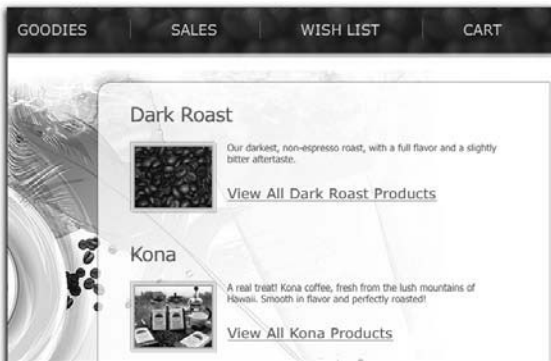 GOODIES SALES WISH LIST CART
Dark Roast
Our darkest, non-espresso roast, with a full flavor and a slightly
bitter aftertaste.
View All Dark Roast Products
Kona
A real treat! Kona coffee, fresh from the lush mountains of
Hawaii. Smooth in flavor and perfectly roasted!
View All Kona Products